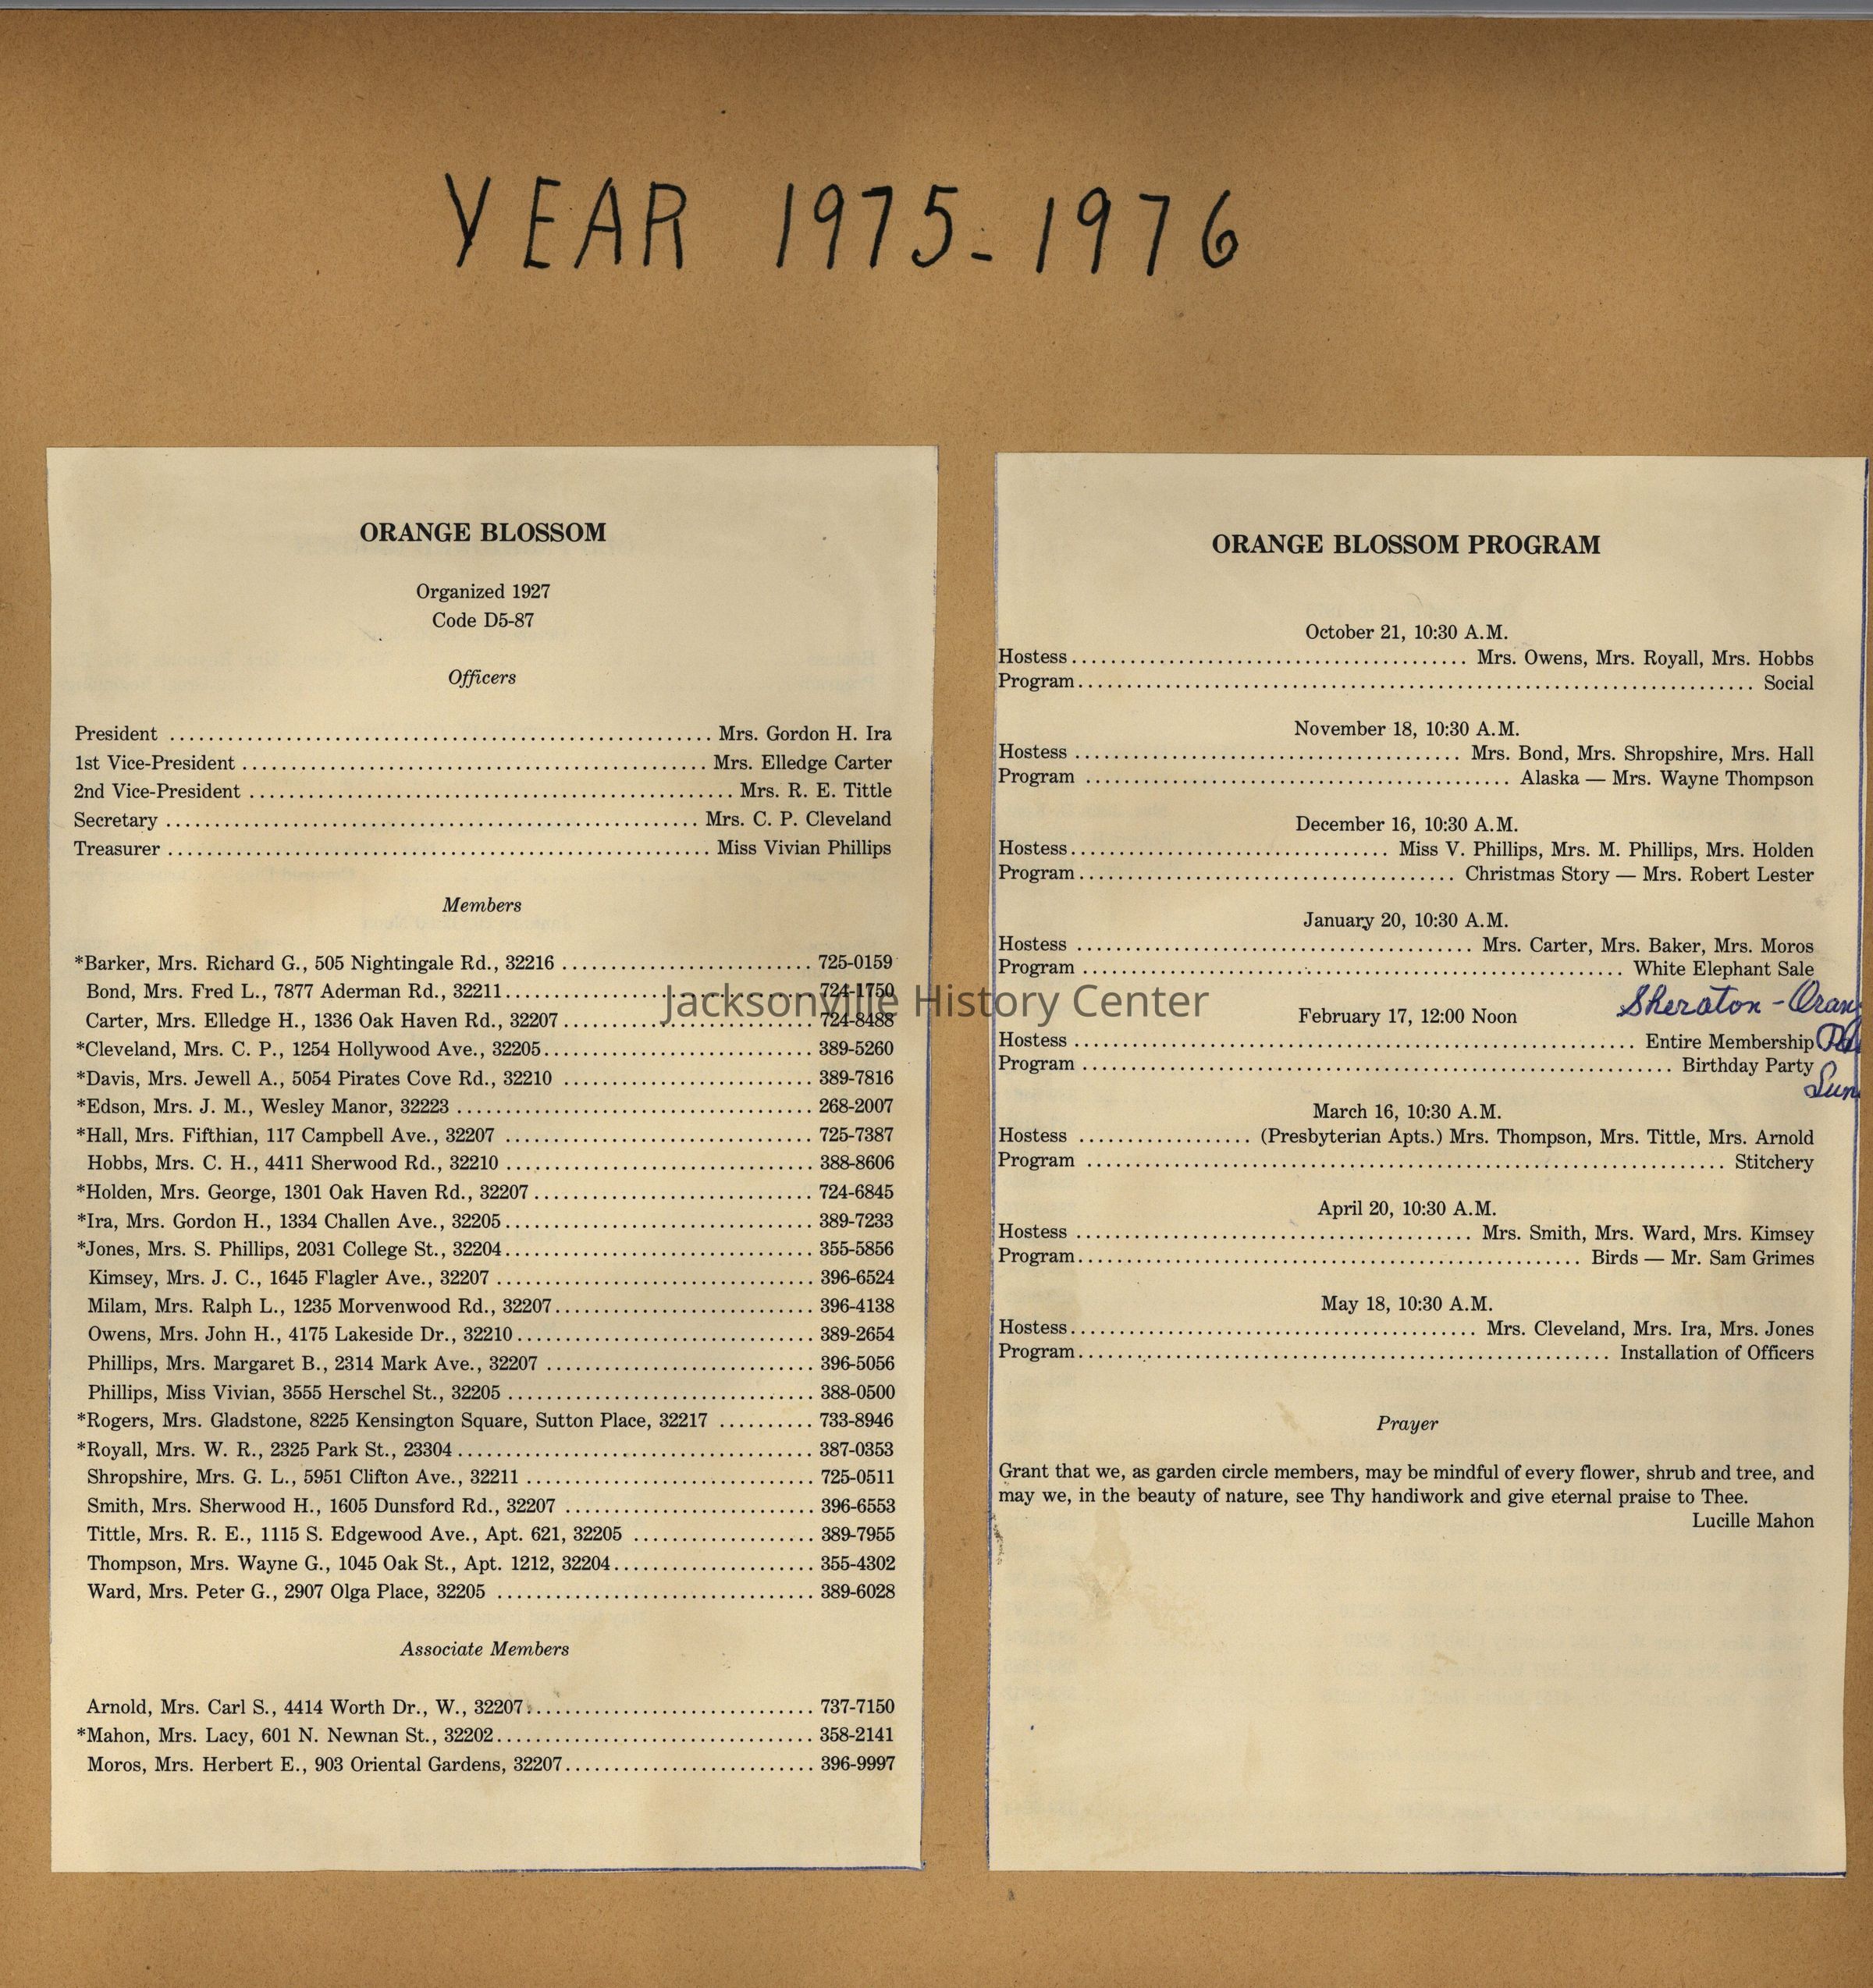 YEAR 1975-1976
ORANGE BLOSSOM
Organized 1927
Code D5-87
Officers
President ........ Mrs. Gordon H. Ira
1st Vice-President ........ Mrs. Elledge Carter
2nd Vice-President ........ Mrs. R. E. Tittle
Secretary ........ Mrs. C. P. Cleveland
Treasurer ........ Miss Vivian Phillips
Members
*Barker, Mrs. Richard G., 505 Nightingale Rd., 32216 ........ 725-0159
Bond, Mrs. Fred L., 7877 Aderman Rd., 32211 ........ 724-1750
Carter, Mrs. Elledge H., 1336 Oak Haven Rd., 32207 ........ 724-8488
*Cleveland, Mrs. C. P., 1254 Hollywood Ave., 32205 ........ 389-5260
*Davis, Mrs. Jewell A., 5054 Pirates Cove Rd., 32210 ........ 389-7816
*Edson, Mrs. J. M., Wesley Manor, 32223 ........ 268-2007
*Hall, Mrs. Fifthian, 117 Campbell Ave., 32207 ........ 725-7387
Hobbs, Mrs. C. H., 4411 Sherwood Rd., 32210 ........ 388-8606
*Holden, Mrs. George, 1301 Oak Haven Rd., 32207 ........ 724-6845
*Ira, Mrs. Gordon H., 1334 Challen Ave., 32205 ........ 389-7233
*Jones, Mrs. S. Phillips, 2031 College St., 32204 ........ 355-5856
Kimsey, Mrs. J. C., 1645 Flagler Ave., 32207 ........ 396-6524
Milam, Mrs. Ralph L., 1235 Morvenwood Rd., 32207 ........ 396-4138
Owens, Mrs. John H., 4175 Lakeside Dr., 32210 ........ 389-2654
Phillips, Mrs. Margaret B., 2314 Mark Ave., 32207 ........ 396-5056
Phillips, Miss Vivian, 3555 Herschel St., 32205 ........ 388-0500
*Rogers, Mrs. Gladstone, 8225 Kensington Square, Sutton Place, 32217 ........ 733-8946
*Royall, Mrs. W. R., 2325 Park St., 23304 ........ 387-0353
Shropshire, Mrs. G. L., 5951 Clifton Ave., 32211 ........ 725-0511
Smith, Mrs. Sherwood H., 1605 Dunsford Rd., 32207 ........ 396-6553
Tittle, Mrs. R. E., 1115 S. Edgewood Ave., Apt. 621, 32205 ........ 389-7955
Thompson, Mrs. Wayne G., 1045 Oak St., Apt. 1212, 32204 ........ 355-4302
Ward, Mrs. Peter G., 2907 Olga Place, 32205 ........ 389-6028
Associate Members
Arnold, Mrs. Carl S., 4414 Worth Dr., W., 32207 ........ 737-7150
*Mahon, Mrs. Lacy, 601 N. Newnan St., 32202 ........ 358-2141
Moros, Mrs. Herbert E., 903 Oriental Gardens, 32207 ........ 396-9997
ORANGE BLOSSOM PROGRAM
October 21, 10:30 A.M.
Hostess ........ Mrs. Owens, Mrs. Royall, Mrs. Hobbs
Program ........ Social
November 18, 10:30 A.M.
Hostess ........ Mrs. Bond, Mrs. Shropshire, Mrs. Hall
Program ........ Alaska — Mrs. Wayne Thompson
December 16, 10:30 A.M.
Hostess ........ Miss V. Phillips, Mrs. M. Phillips, Mrs. Holden
Program ........ Christmas Story — Mrs. Robert Lester
January 20, 10:30 A.M.
Hostess ........ Mrs. Carter, Mrs. Baker, Mrs. Moros
Program ........ White Elephant Sale
Sheraton - Oran
February 17, 12:00 Noon
Hostess ........ Entire Membership
Program ........ Birthday Party
March 16, 10:30 A.M.
Hostess ........ (Presbyterian Apts.) Mrs. Thompson, Mrs. Tittle, Mrs. Arnold
Program ........ Stitchery
April 20, 10:30 A.M.
Hostess ........ Mrs. Smith, Mrs. Ward, Mrs. Kimsey
Program ........ Birds — Mr. Sam Grimes
May 18, 10:30 A.M.
Hostess ........ Mrs. Cleveland, Mrs. Ira, Mrs. Jones
Program ........ Installation of Officers
Prayer
Grant that we, as garden circle members, may be mindful of every flower, shrub and tree, and
may we, in the beauty of nature, see Thy handiwork and give eternal praise to Thee.
Lucille Mahon
Jacksonville History Center